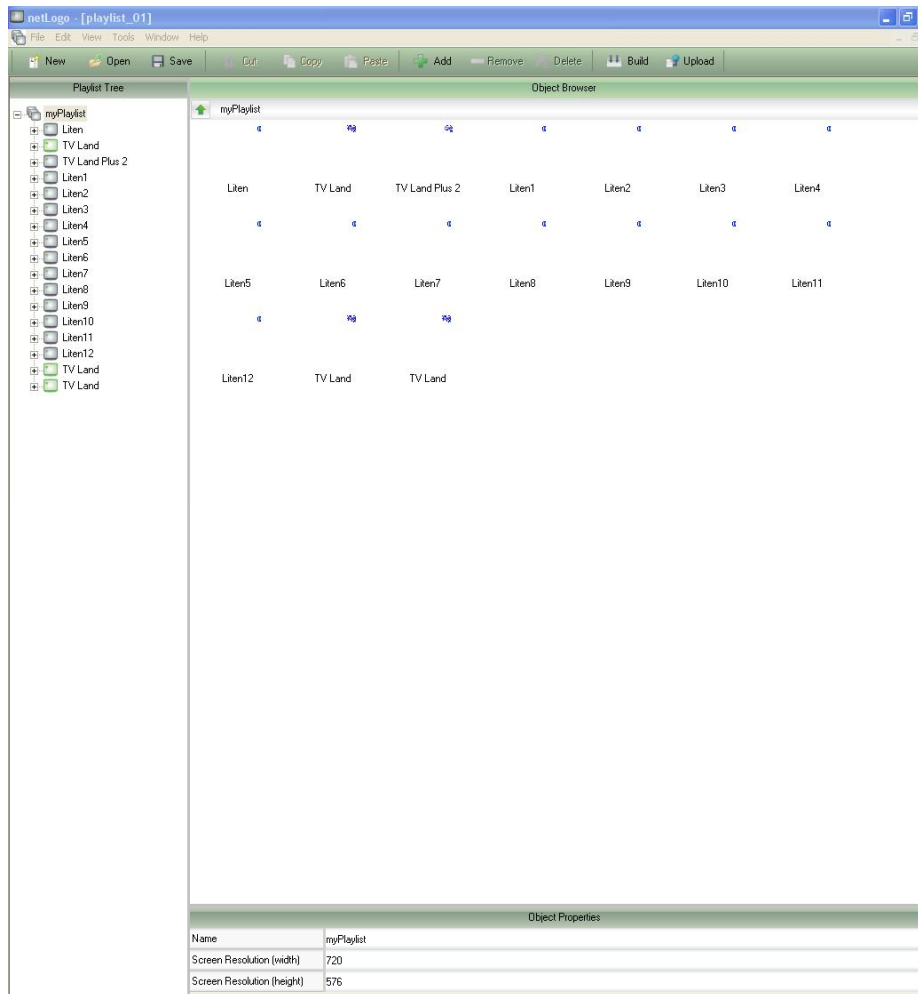 netLogo - [playlist_01]
File Edit View Tools Window Help
New Open Save Cut Copy Paste Add Remove Delete Build Upload
Playlist Tree
myPlaylist
Liten
TV Land
TV Land Plus 2
Liten1
Liten2
Liten3
Liten4
Liten5
Liten6
Liten7
Liten8
Liten9
Liten10
Liten11
Liten12
TV Land
TV Land
Object Browser
myPlaylist
Liten TV Land TV Land Plus 2 Liten1 Liten2 Liten3 Liten4
Liten5 Liten6 Liten7 Liten8 Liten9 Liten10 Liten11
Liten12 TV Land TV Land
Object Properties
Name myPlaylist
Screen Resolution (width) 720
Screen Resolution (height) 576